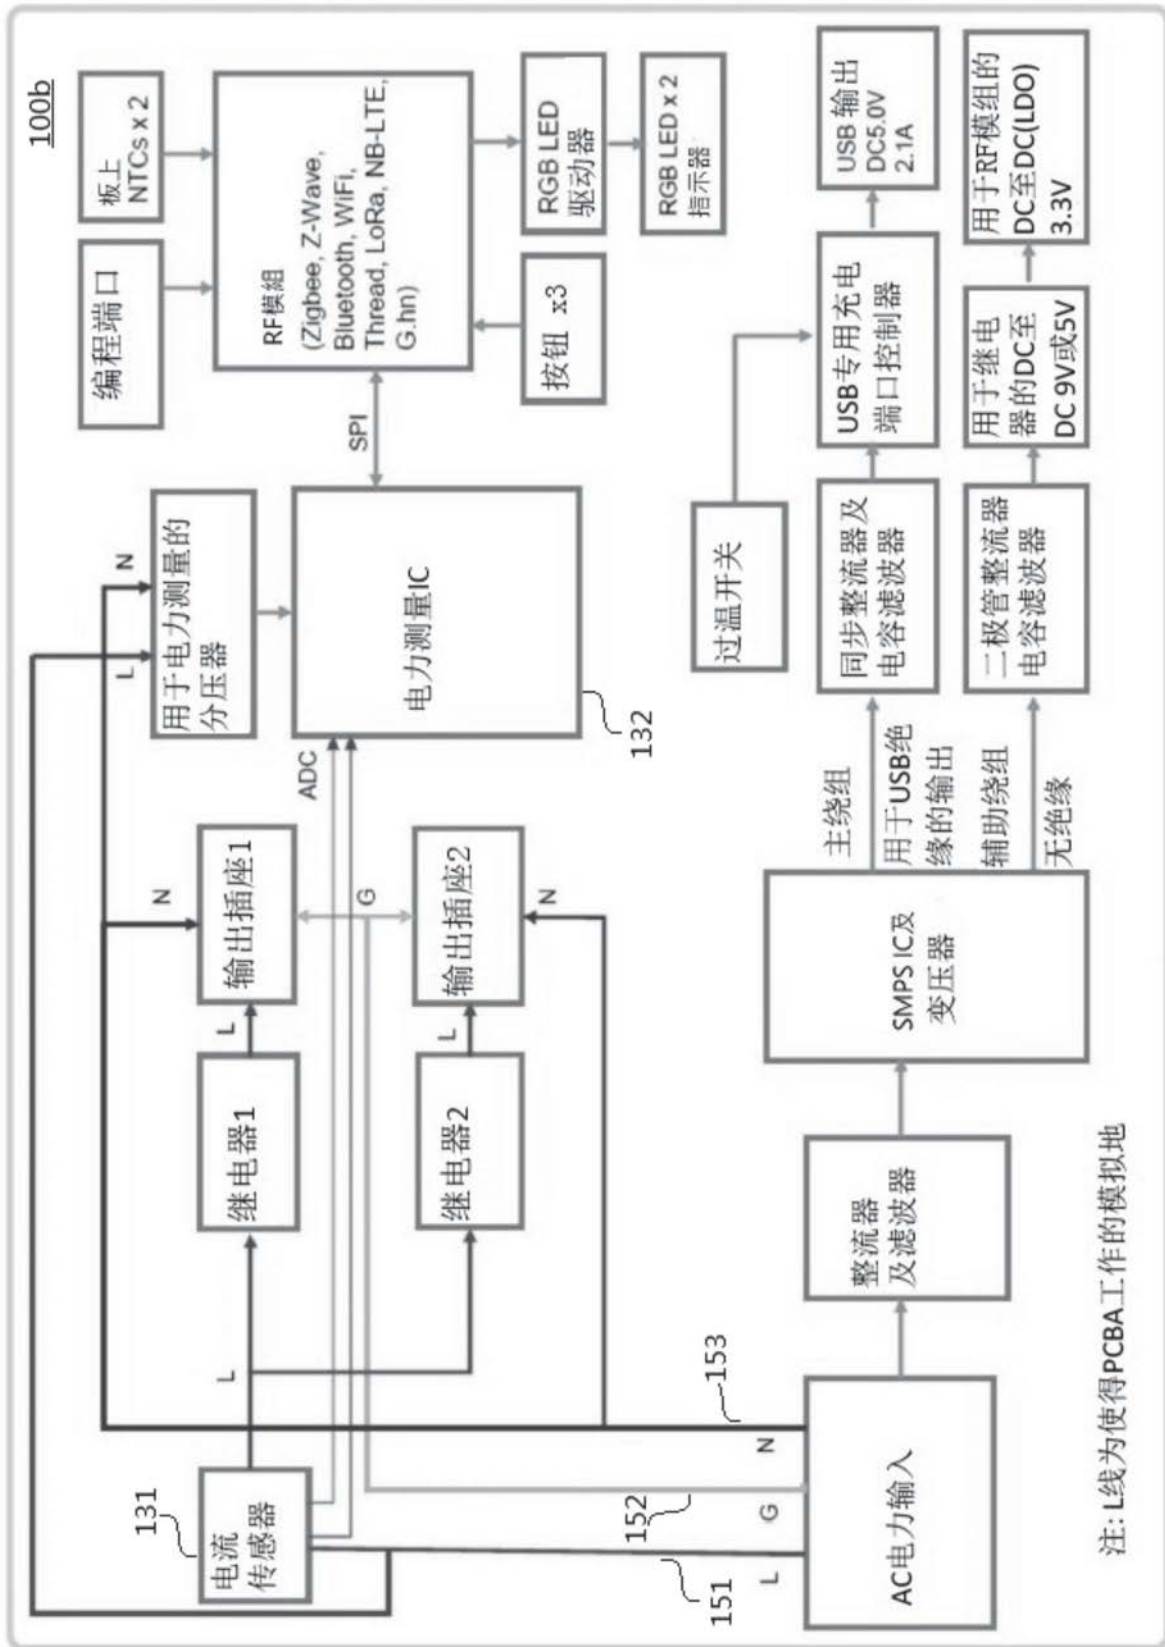 100b
板上
NTCs x 2
编程端口
RF模組
(Zigbee, Z-Wave,
Bluetooth, WiFi,
Thread, LoRa, NB-LTE,
G.hn)
RGB LED
驱动器
RGB LED x 2
指示器
按钮 x3
SPI
L
N
用于电力测量的
分压器
电力测量IC
132
ADC
N
输出插座1
G
输出插座2
N
L
L
继电器1
继电器2
L
电流
传感器
131
151
152
153
L
G
N
AC电力输入
整流器
及滤波器
SMPS IC及
变压器
主绕组
用于USB绝
缘的输出
辅助绕组
无绝缘
过温开关
同步整流器及
电容滤波器
USB专用充电
端口控制器
USB 输出
DC5.0V
2.1A
二极管整流器
电容滤波器
用于继电
器的DC至
DC 9V或5V
用于RF模组的
DC至DC(LDO)
3.3V
注: L线为使得PCBA工作的模拟地